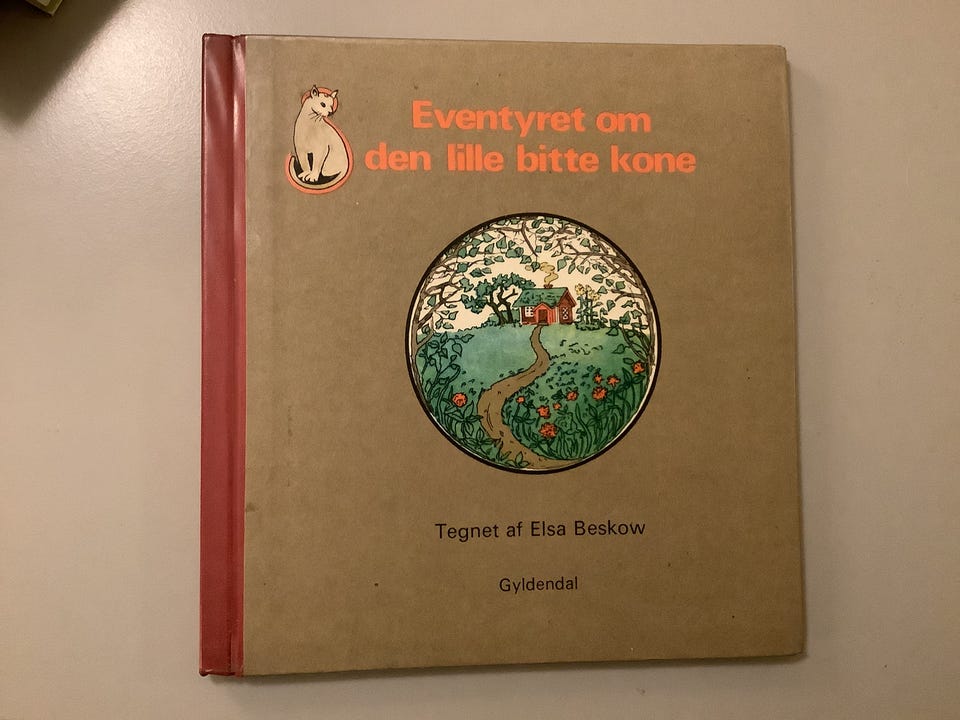 Eventyret om
den lille bitte kone
Tegnet af Elsa Beskow
Gyldendal